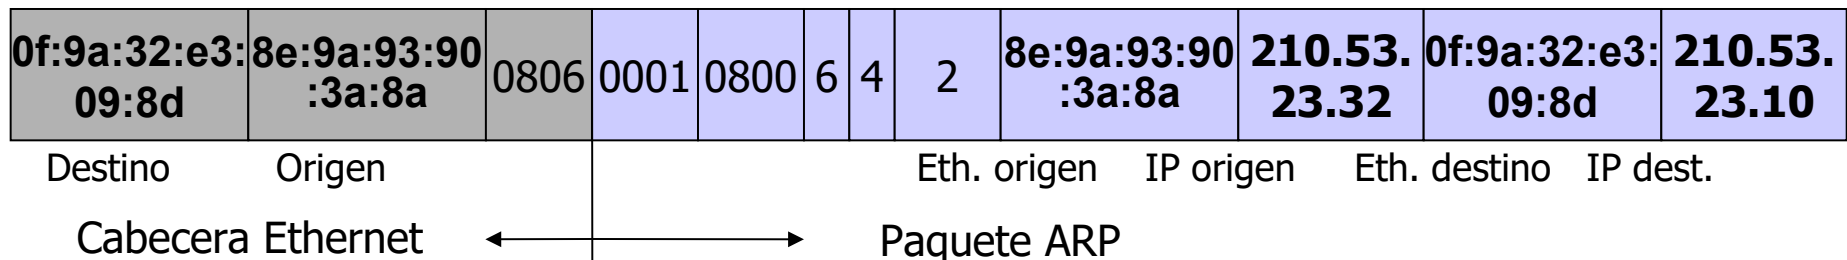 0f:9a:32:e3:
09:8d
8e:9a:93:90
:3a:8a
0806
0001
0800
6
4
2
8e:9a:93:90
:3a:8a
210.53.
23.32
0f:9a:32:e3:
09:8d
210.53.
23.10
Destino
Origen
Eth. origen
IP origen
Eth. destino
IP dest.
Cabecera Ethernet
Paquete ARP